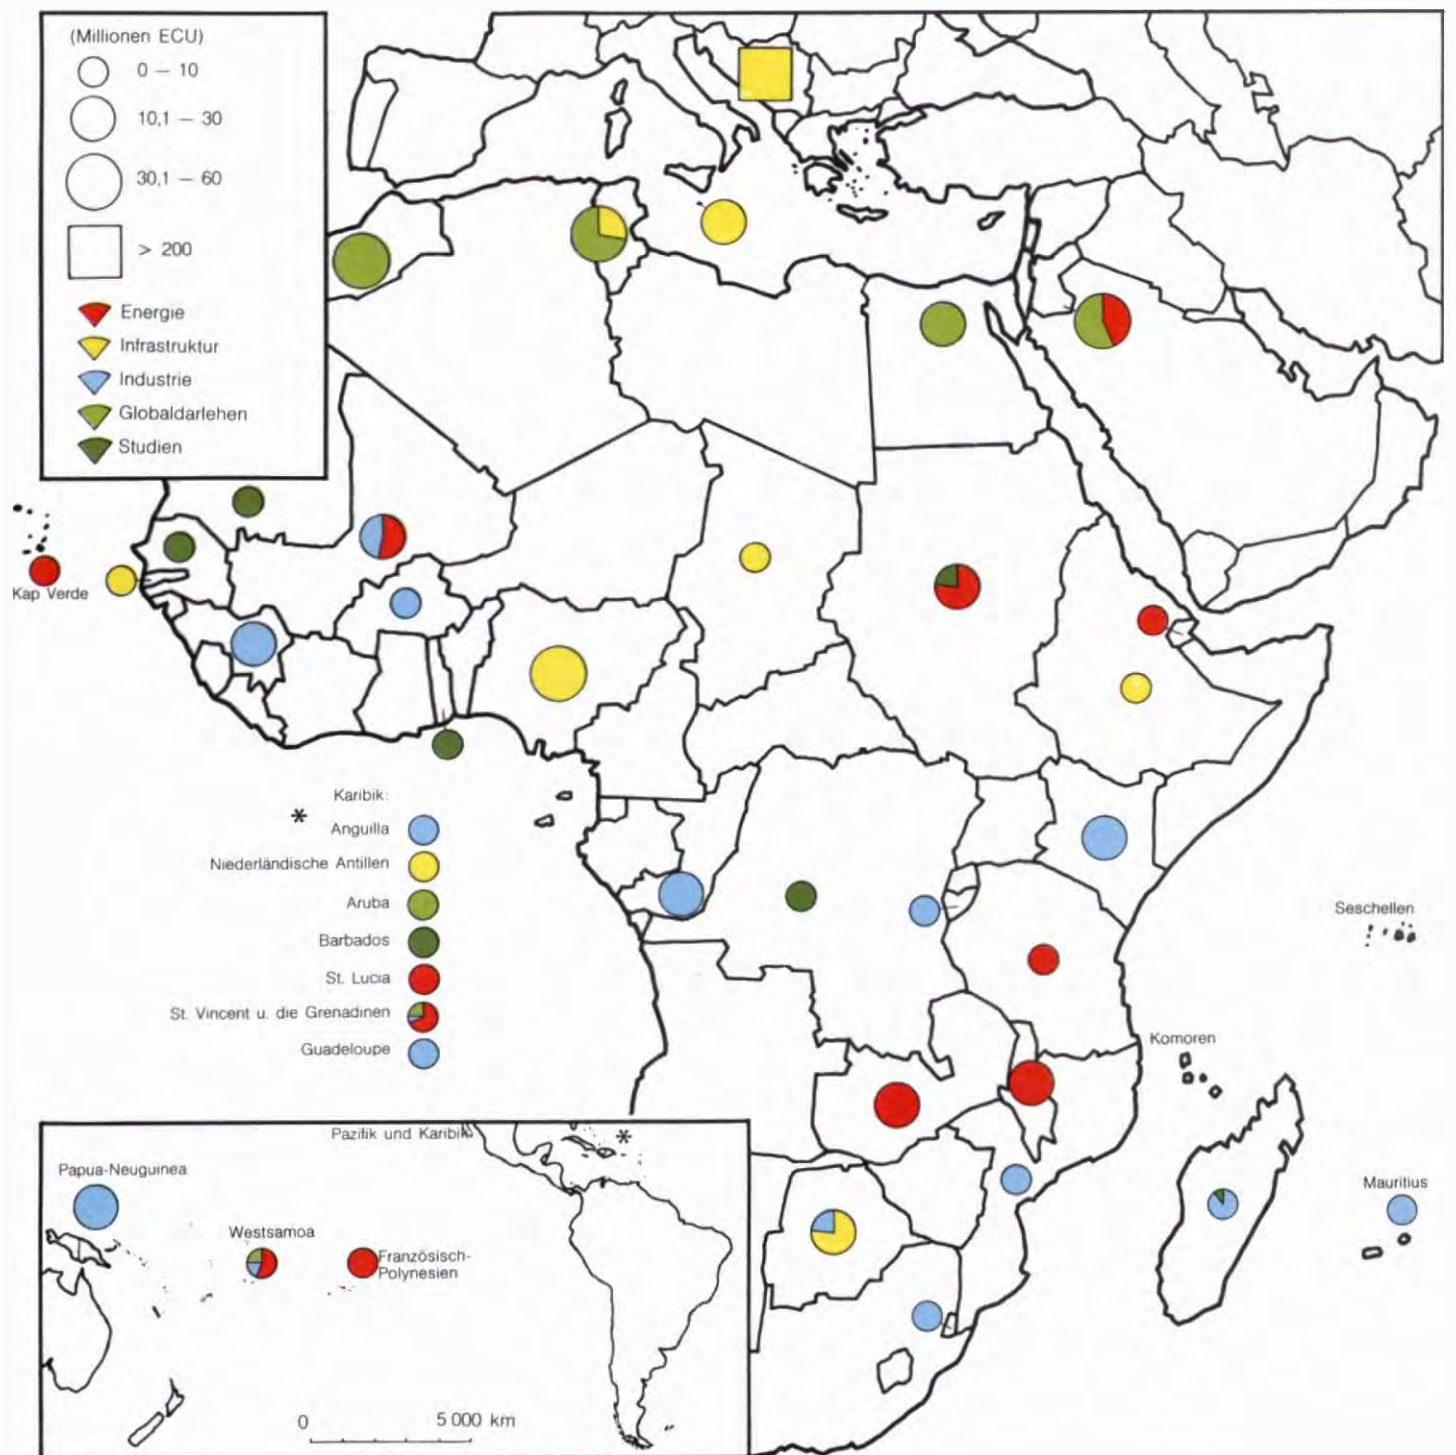 (Millionen ECU)
0 — 10
10,1 — 30
30,1 — 60
> 200
Energie
Infrastruktur
Industrie
Globaldarlehen
Studien
Kap Verde
Karibik:
*
Anguilla
Niederländische Antillen
Aruba
Barbados
St. Lucia
St. Vincent u. die Grenadinen
Guadeloupe
Seschellen
Komoren
Mauritius
Pazifik und Karibik
*
Papua-Neuguinea
Westsamoa
Französisch-
Polynesien
0 5 000 km